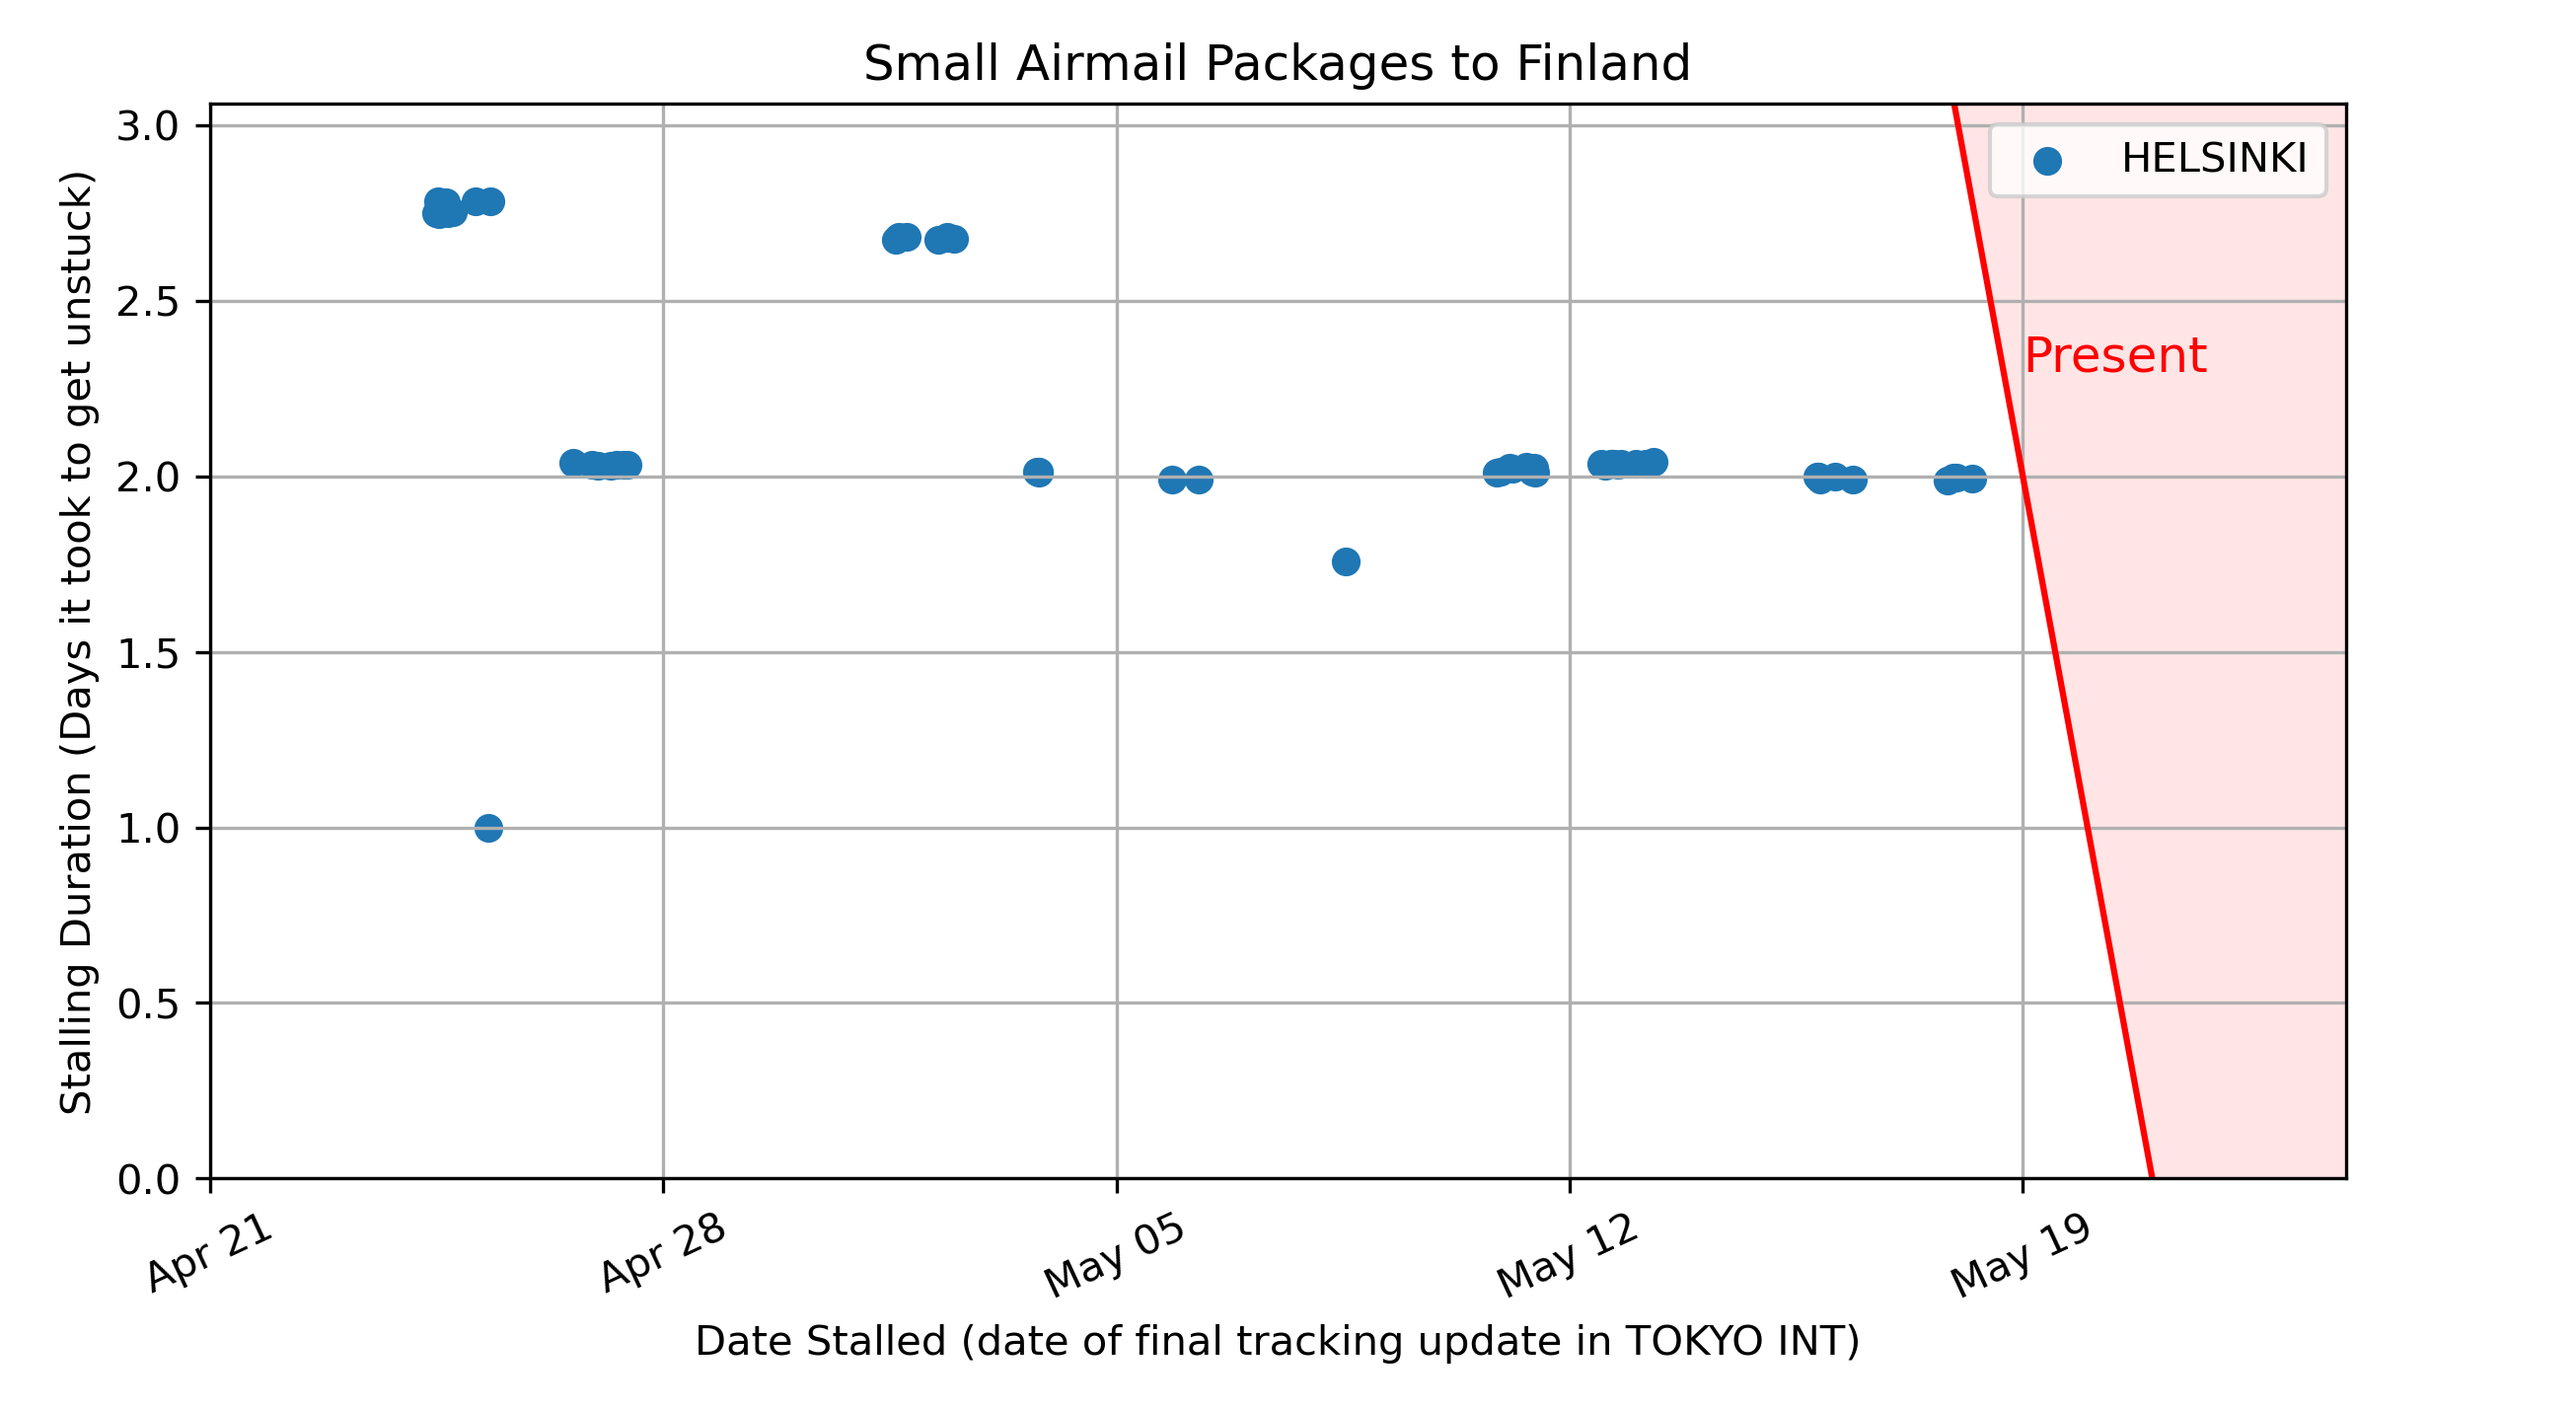 Small Airmail Packages to Finland
3.0
2.5
2.0
1.5
1.0
0.5
0.0
Stalling Duration (Days it took to get unstuck)
HELSINKI
Present
Apr 21
Apr 28
May 05
May 12
May 19
Date Stalled (date of final tracking update in TOKYO INT)